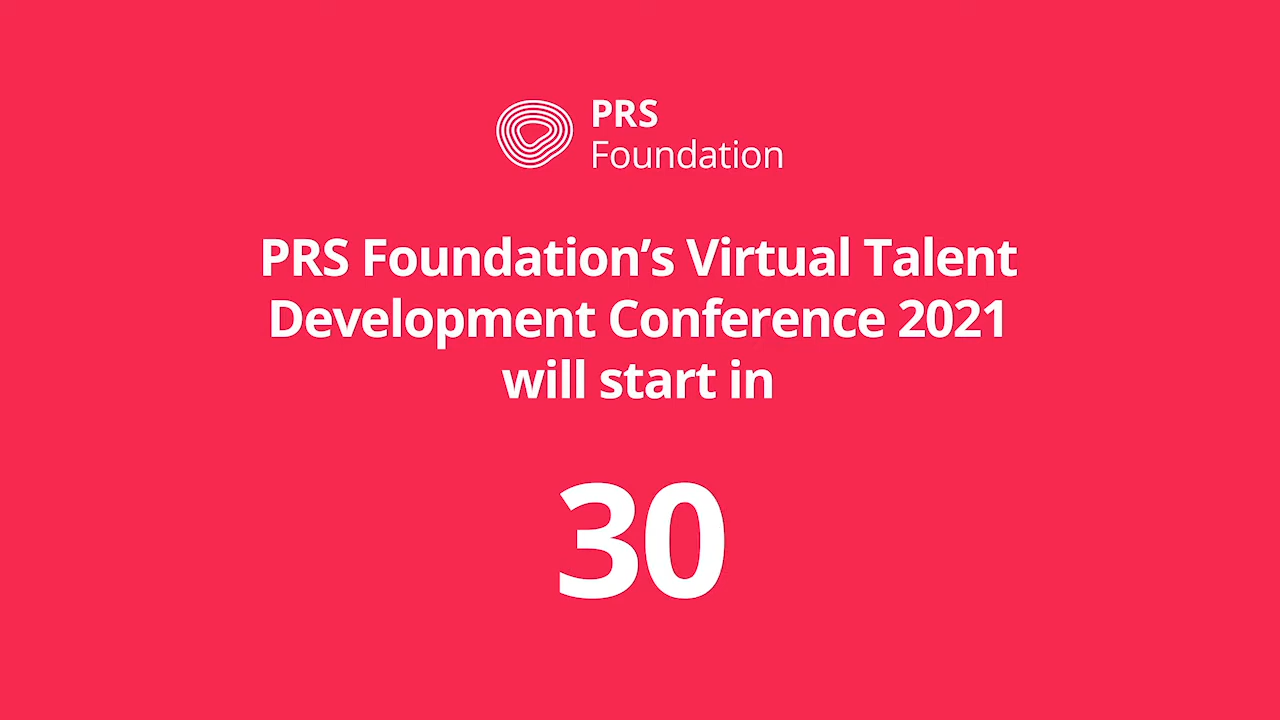 PRS
Foundation
PRS Foundation’s Virtual Talent
Development Conference 2021
will start in
30